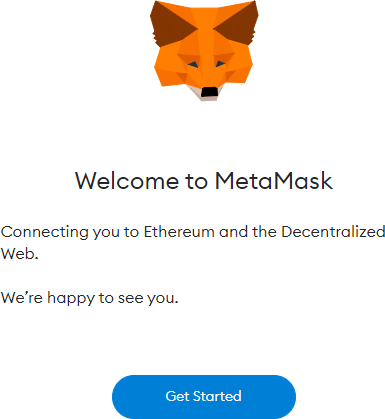 Welcome to MetaMask
Connecting you to Ethereum and the Decentralized
Web.
We’re happy to see you.
Get Started